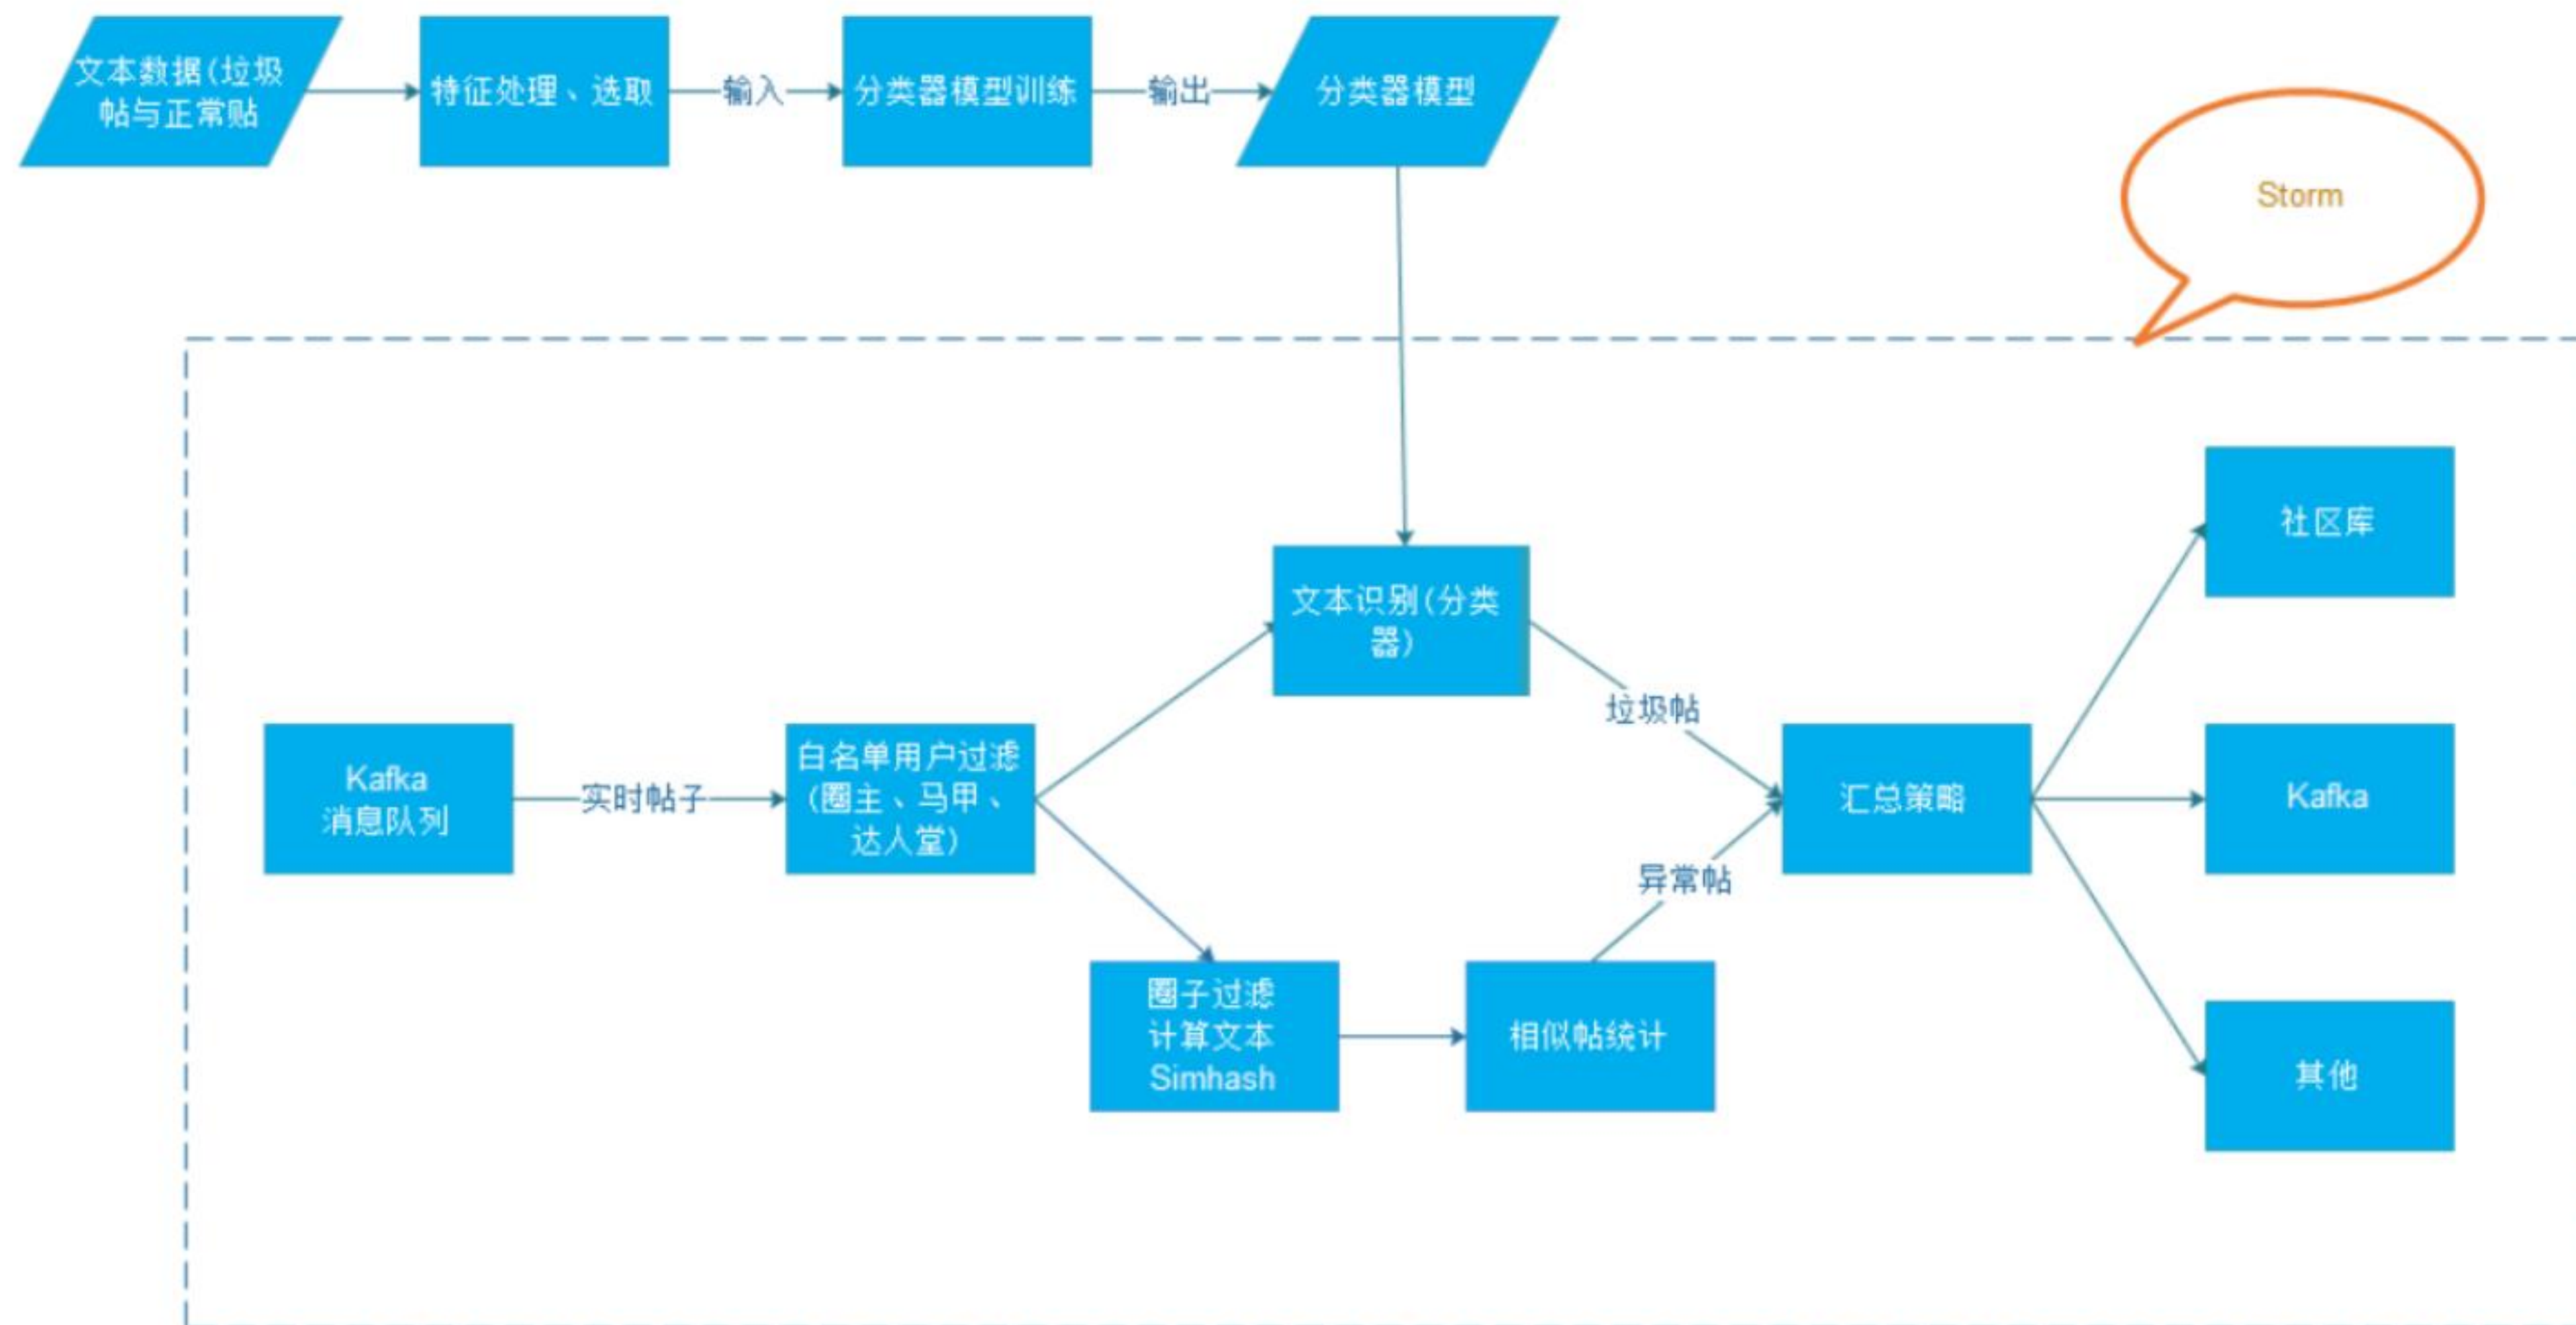 文本数据(垃圾
帖与正常贴
特征处理、选取
输入
分类器模型训练
输出
分类器模型
Storm
文本识别(分类
器)
社区库
垃圾帖
Kafka
消息队列
实时帖子
白名单用户过滤
(圈主、马甲、
达人堂)
汇总策略
Kafka
异常帖
圈子过滤
计算文本
Simhash
相似帖统计
其他